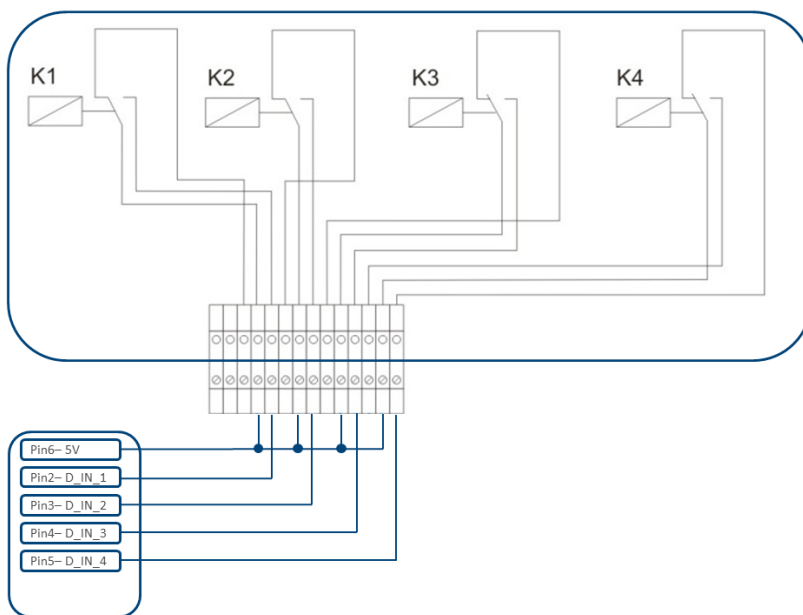 K1
K2
K3
K4
Pin6– 5V
Pin2– D_IN_1
Pin3– D_IN_2
Pin4– D_IN_3
Pin5– D_IN_4